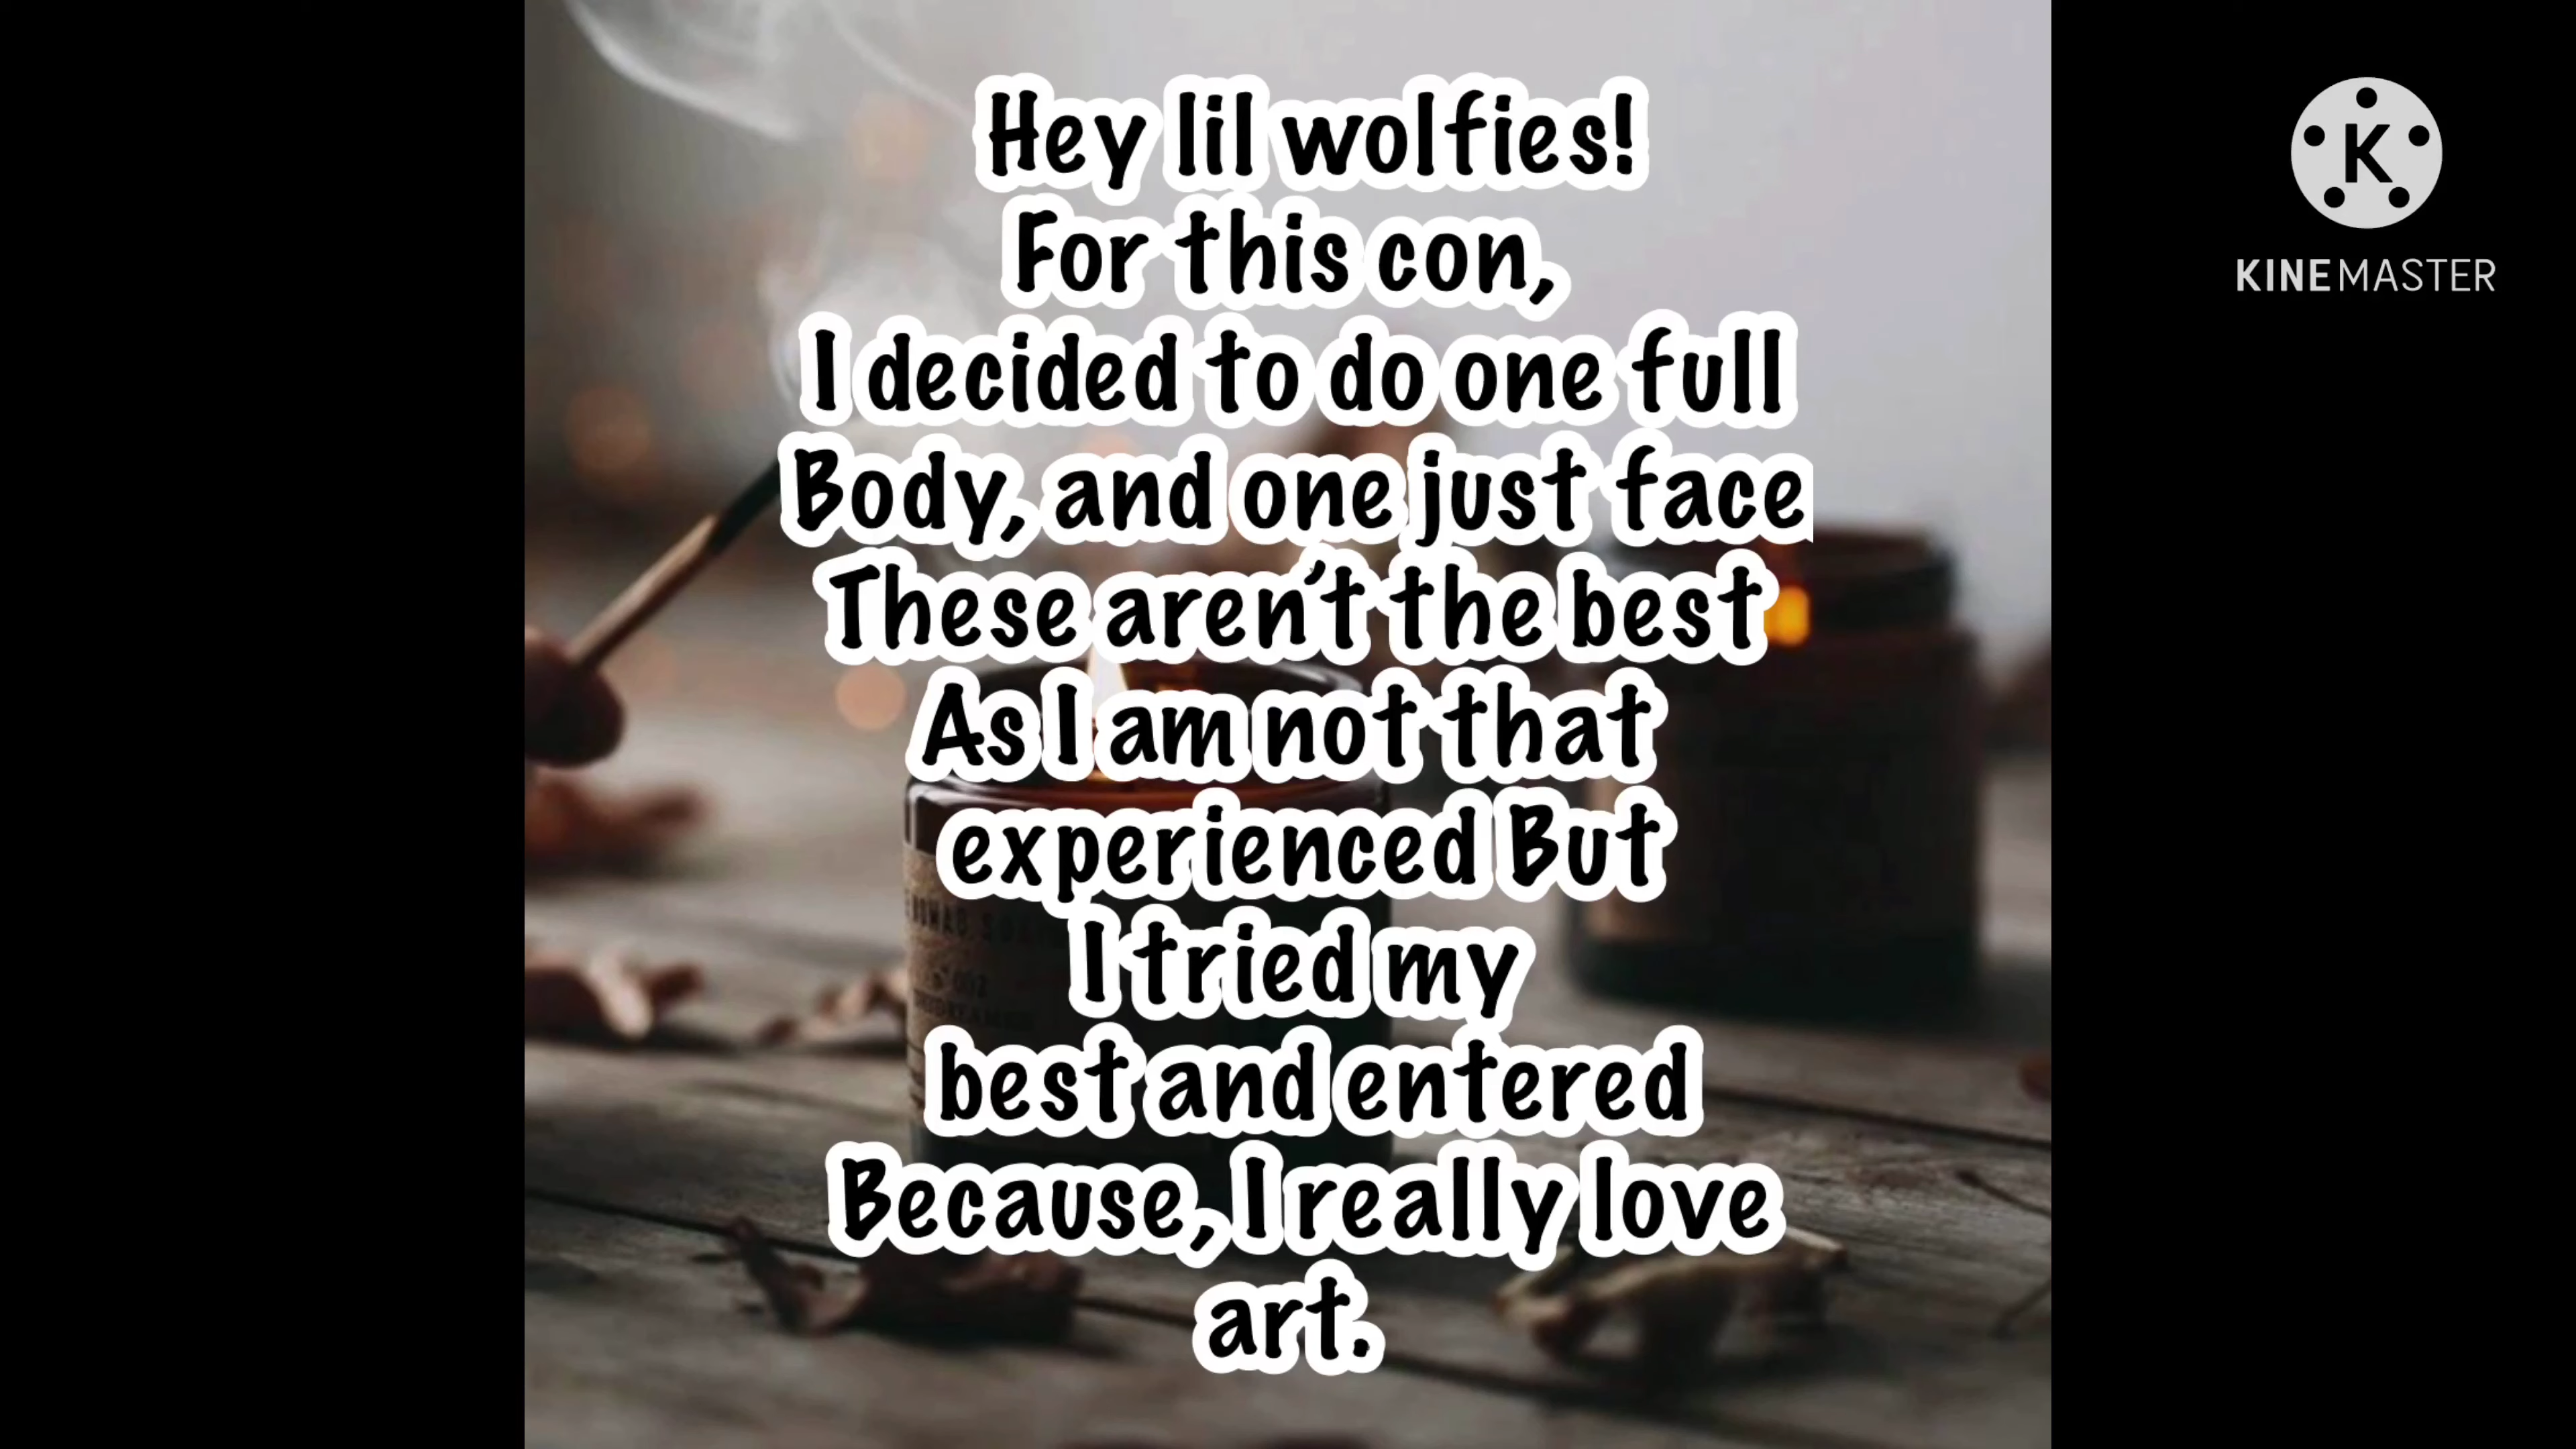 Hey lil wolfies!
For this con,
I decided to do one full
Body, and one just face
These aren't the best
As I am not that
experienced But
I tried my
best and entered
Because, I really love
art.
K
KINEMASTER